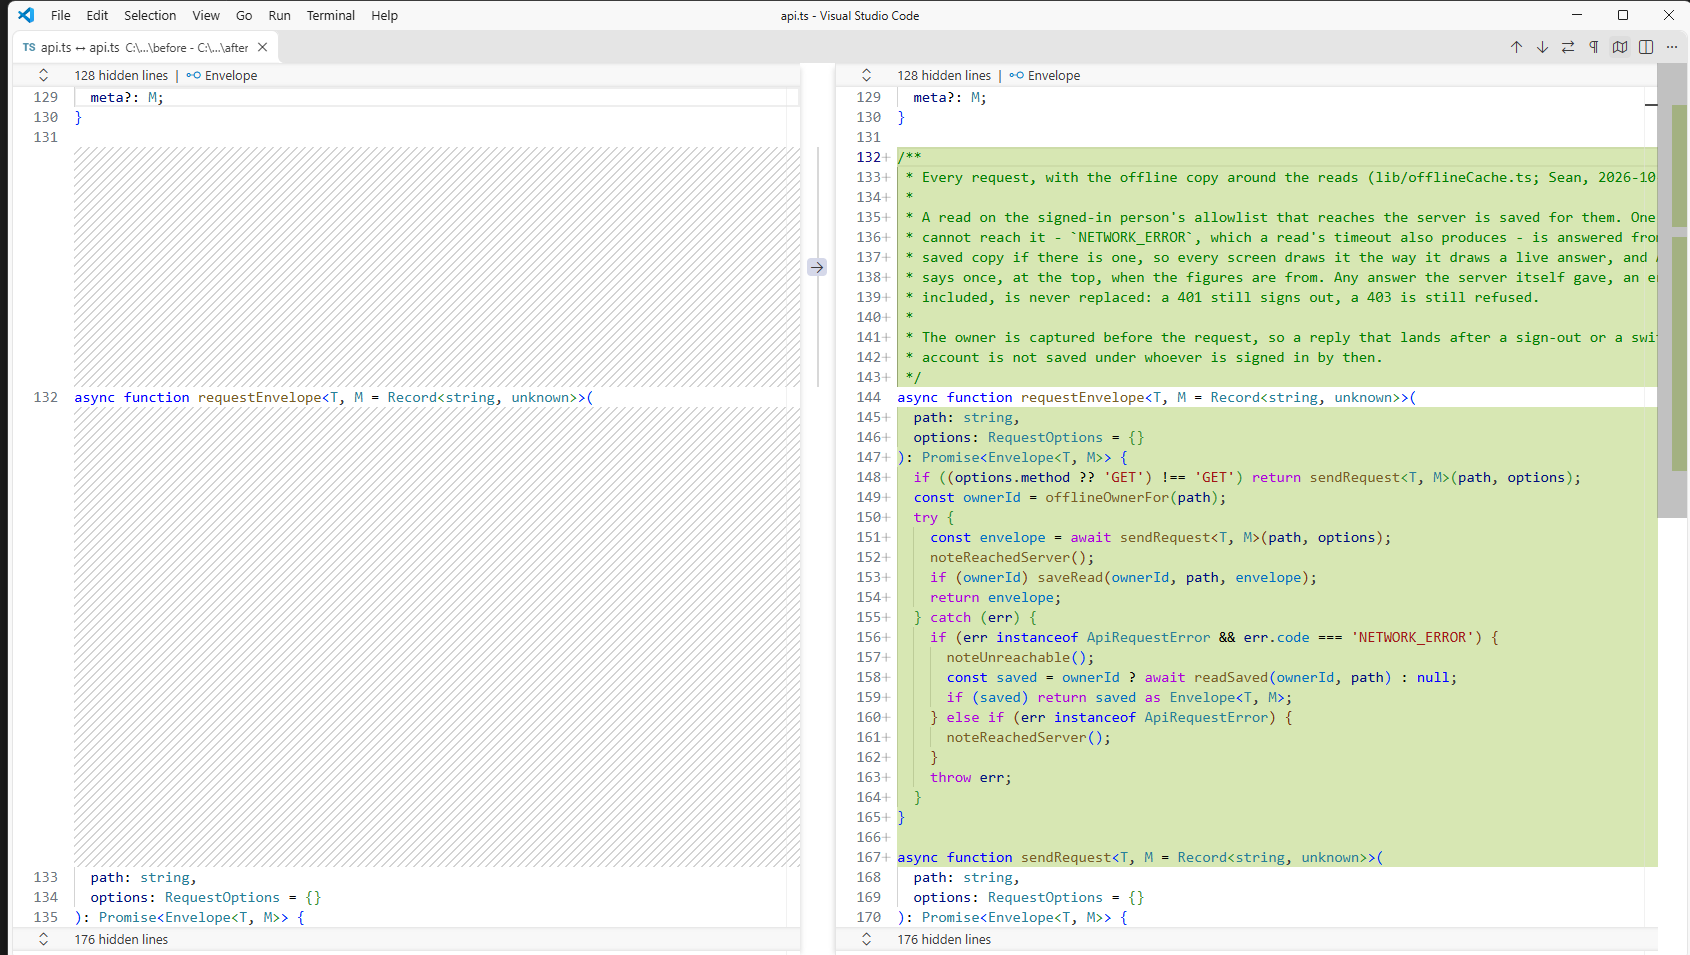 File Edit Selection View Go Run Terminal Help
api.ts - Visual Studio Code
TS api.ts ↔ api.ts C:\...\before - C:\...\after
128 hidden lines | Envelope
129 meta?: M;
130 }
131
132 async function requestEnvelope<T, M = Record<string, unknown>>(
133 path: string,
134 options: RequestOptions = {}
135 ): Promise<Envelope<T, M>> {
176 hidden lines
128 hidden lines | Envelope
129 meta?: M;
130 }
131
132+ /**
133+ * Every request, with the offline copy around the reads (lib/offlineCache.ts; Sean, 2026-10
134+ *
135+ * A read on the signed-in person's allowlist that reaches the server is saved for them. One
136+ * cannot reach it - `NETWORK_ERROR`, which a read's timeout also produces - is answered
137+ * saved copy if there is one, so every screen draws it the way it draws a live answer, and
138+ * says once, at the top, when the figures are from. Any answer the server itself gave, an
139+ * included, is never replaced: a 401 still signs out, a 403 is still refused.
140+ *
141+ * The owner is captured before the request, so a reply that lands after a sign-out or a
142+ * account is not saved under whoever is signed in by then.
143+ */
144 async function requestEnvelope<T, M = Record<string, unknown>>(
145+ path: string,
146+ options: RequestOptions = {}
147+ ): Promise<Envelope<T, M>> {
148+ if ((options.method ?? 'GET') !== 'GET') return sendRequest<T, M>(path, options);
149+ const ownerId = offlineOwnerFor(path);
150+ try {
151+ const envelope = await sendRequest<T, M>(path, options);
152+ noteReachedServer();
153+ if (ownerId) saveRead(ownerId, path, envelope);
154+ return envelope;
155+ } catch (err) {
156+ if (err instanceof ApiRequestError && err.code === 'NETWORK_ERROR') {
157+ noteUnreachable();
158+ const saved = ownerId ? await readSaved(ownerId, path) : null;
159+ if (saved) return saved as Envelope<T, M>;
160+ } else if (err instanceof ApiRequestError) {
161+ noteReachedServer();
162+ }
163+ throw err;
164+ }
165+ }
166+
167+ async function sendRequest<T, M = Record<string, unknown>>(
168 path: string,
169 options: RequestOptions = {}
170 ): Promise<Envelope<T, M>> {
176 hidden lines